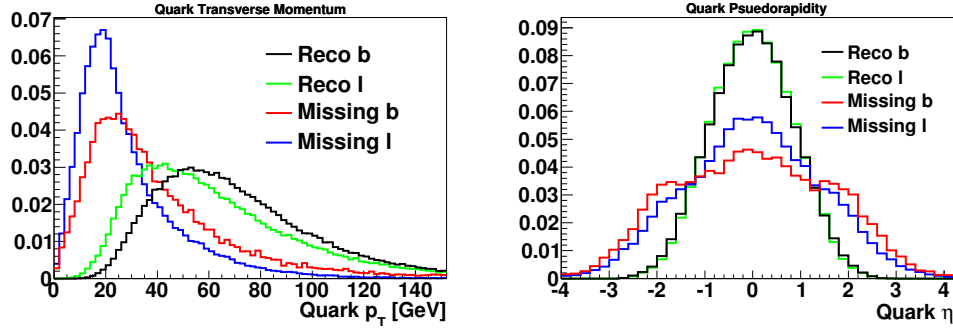 Quark Transverse Momentum
0.07
0.06
0.05
0.04
0.03
0.02
0.01
0
Reco b
Reco l
Missing b
Missing l
0 20 40 60 80 100 120 140
Quark p_T [GeV]
Quark Psuedorapidity
0.09
0.08
0.07
0.06
0.05
0.04
0.03
0.02
0.01
0.00
Reco b
Reco l
Missing b
Missing l
-4 -3 -2 -1 0 1 2 3 4
Quark η